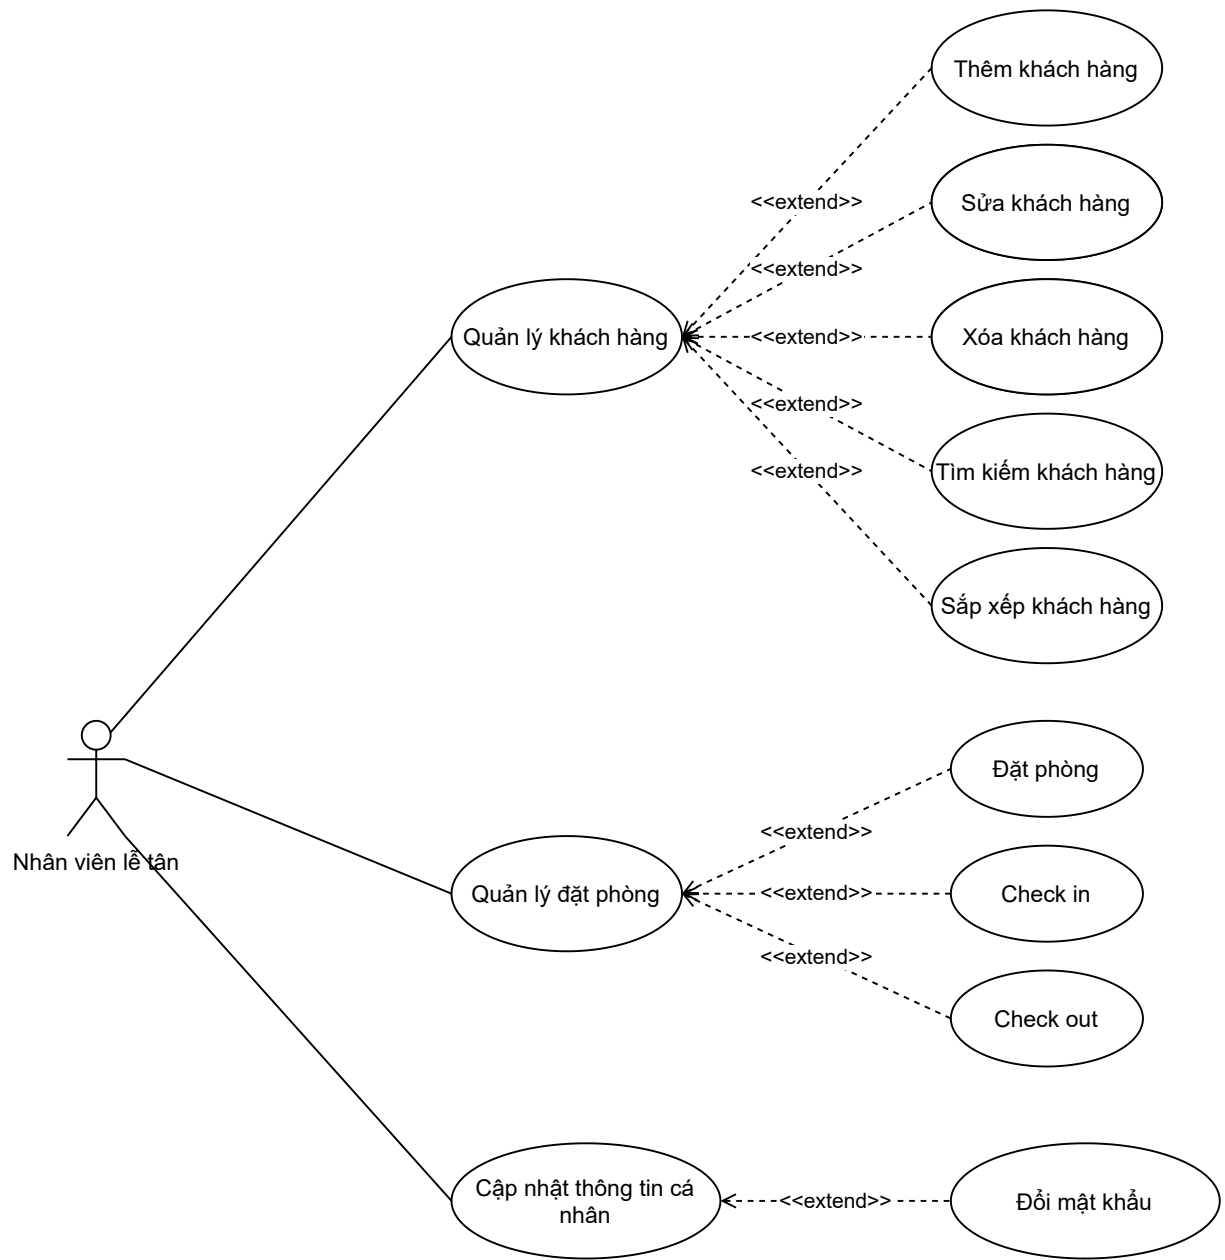 Thêm khách hàng
<<extend>>
Sửa khách hàng
<<extend>>
Quản lý khách hàng
<<extend>>
Xóa khách hàng
<<extend>>
Tìm kiếm khách hàng
<<extend>>
Sắp xếp khách hàng
Nhân viên lễ tân
Đặt phòng
<<extend>>
Quản lý đặt phòng
<<extend>>
Check in
<<extend>>
Check out
Cập nhật thông tin cá
nhân
<<extend>>
Đổi mật khẩu